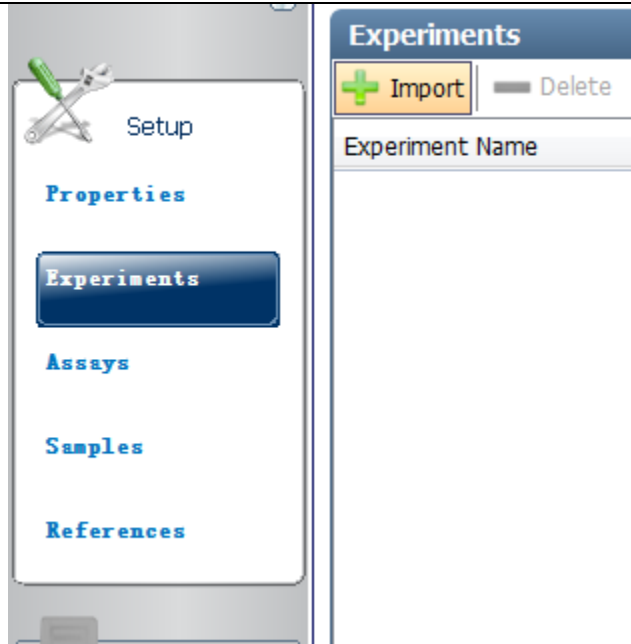 Setup
Properties
Experiments
Assays
Samples
References
Experiments
Import Delete
Experiment Name